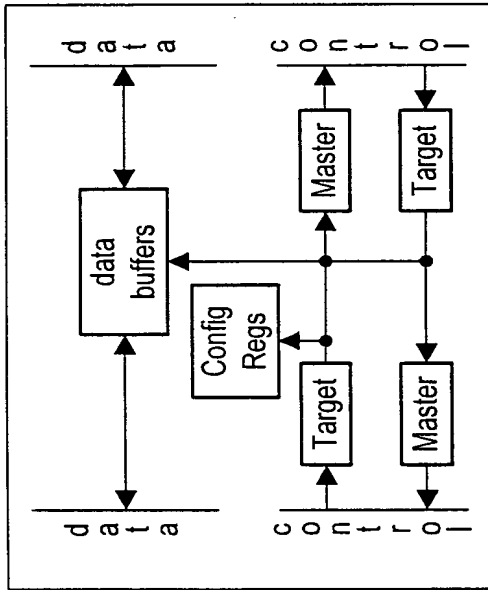 data
data
data
buffers
Config
Regs
control
control
Target
Master
Master
Target